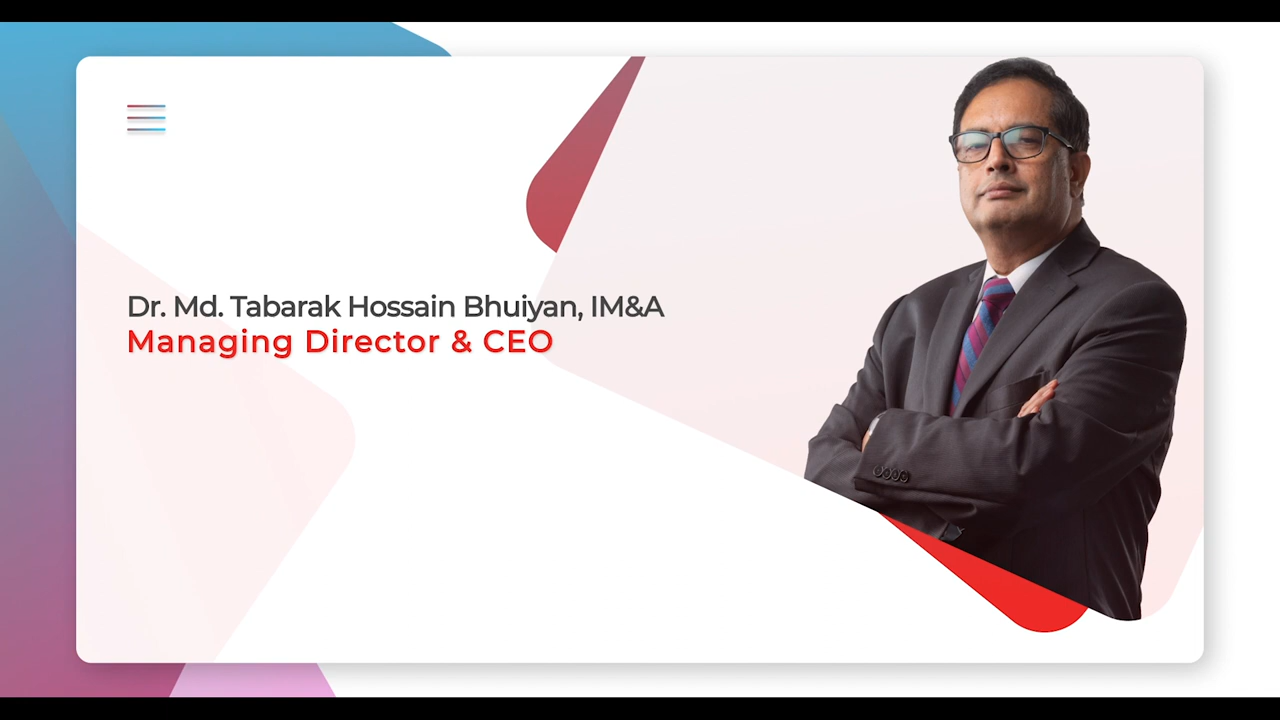 Dr. Md. Tabarak Hossain Bhuiyan, IM&A
Managing Director & CEO